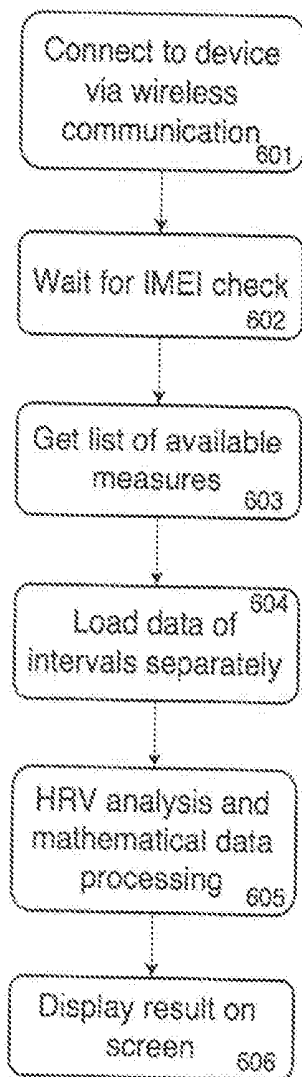 Connect to device
via wireless
communication
601
Wait for IMEI check
602
Get list of available
measures
603
604
Load data of
intervals separately
HRV analysis and
mathematical data
processing
605
Display result on
screen 606